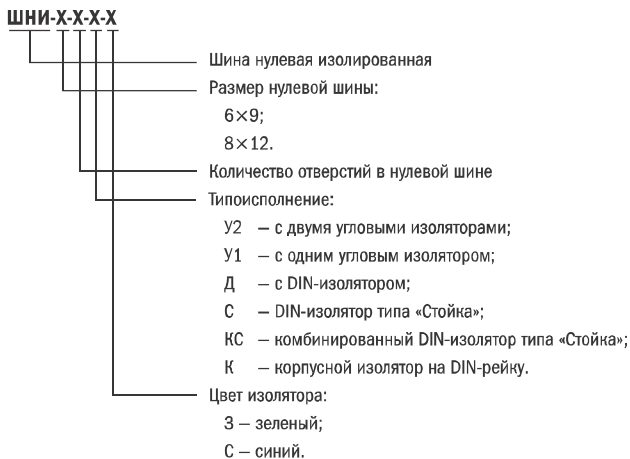 ШНИ-Х-Х-Х-Х
Шина нулевая изолированная
Размер нулевой шины:
6×9;
8×12.
Количество отверстий в нулевой шине
Типоисполнение:
У2 – с двумя угловыми изоляторами;
У1 – с одним угловым изолятором;
Д – с DIN-изолятором;
С – DIN-изолятор типа «Стойка»;
КС – комбинированный DIN-изолятор типа «Стойка»;
К – корпусной изолятор на DIN-рейку.
Цвет изолятора:
З – зеленый;
С – синий.